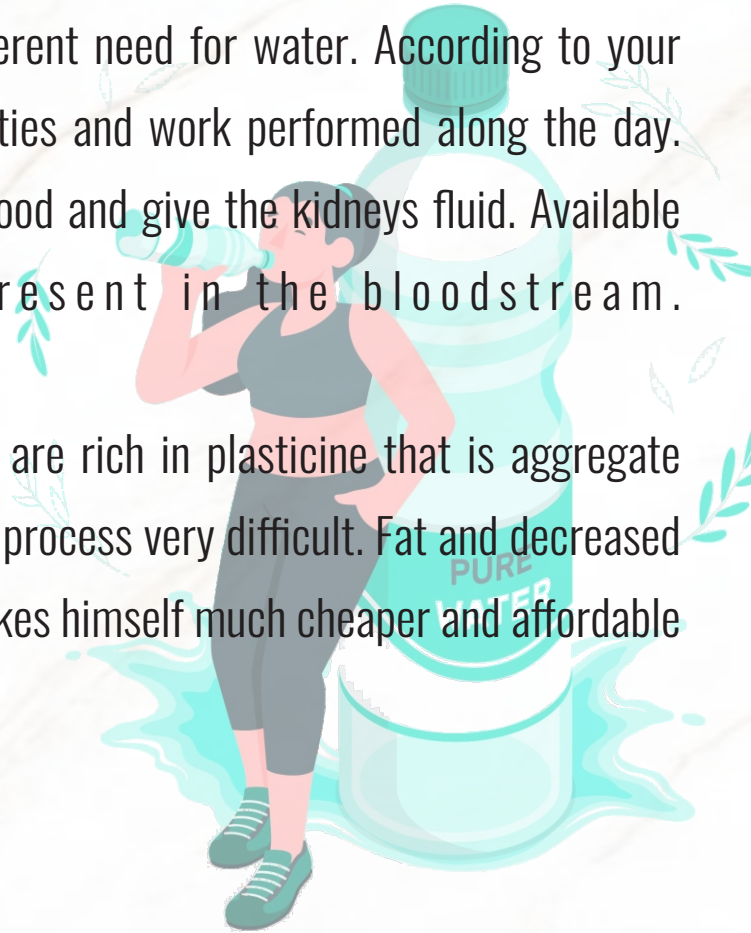 erent need for water. According to your
ties and work performed along the day.
ood and give the kidneys fluid. Available
resent in the bloodstream.
are rich in plasticine that is aggregate
process very difficult. Fat and decreased
kes himself much cheaper and affordable
PURE
WATER